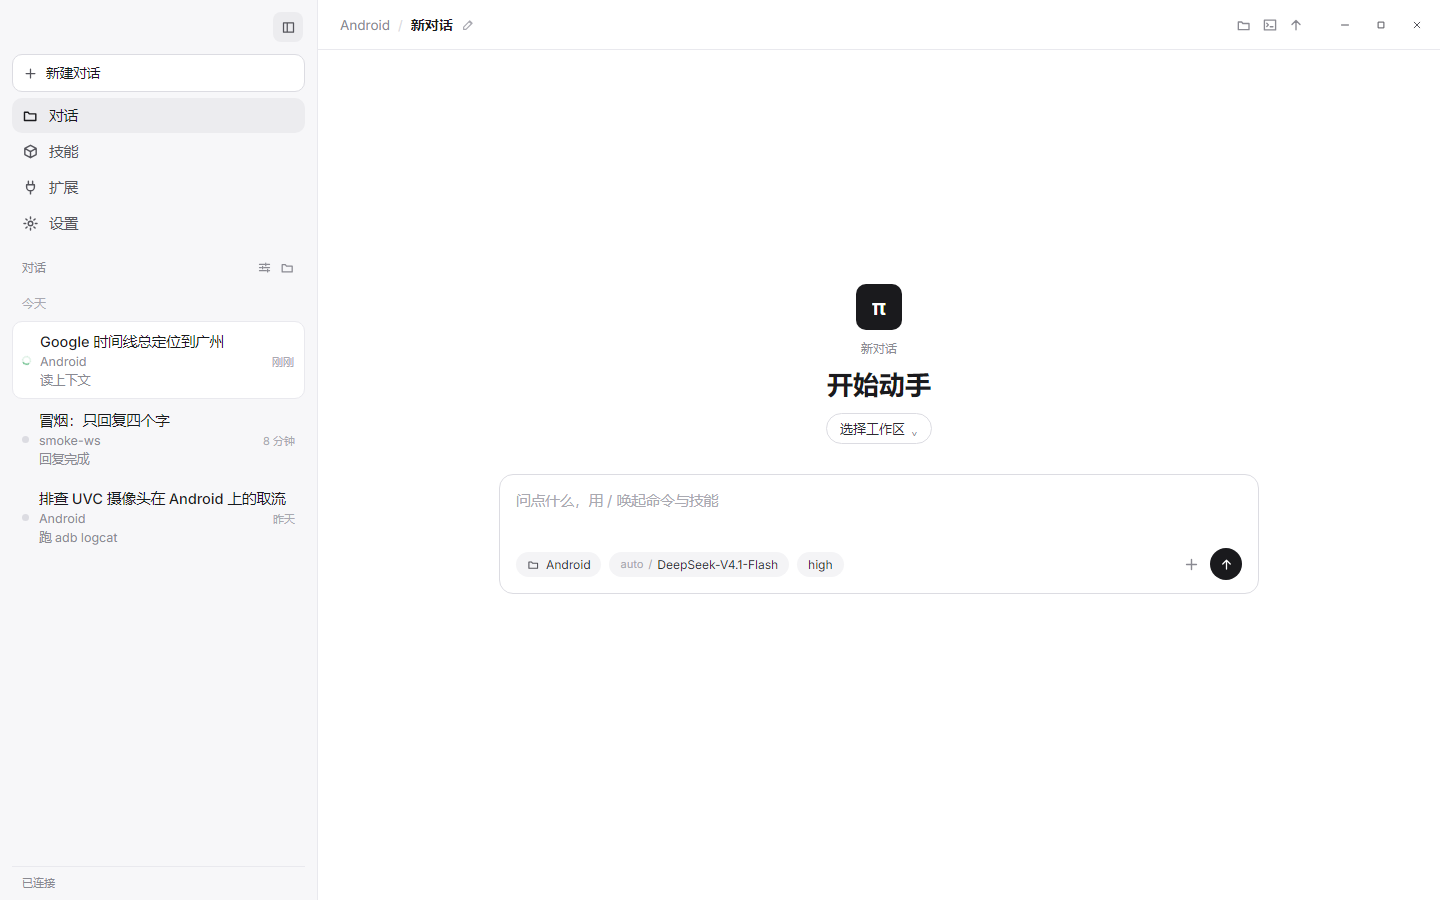 Android / 新对话
新建对话
对话
技能
扩展
设置
对话
今天
Google 时间线总定位到广州
Android 刚刚
读上下文
冒烟：只回复四个字
smoke-ws 8 分钟
回复完成
排查 UVC 摄像头在 Android 上的取流
Android 昨天
跑 adb logcat
已连接
π
新对话
开始动手
选择工作区
问点什么，用 / 唤起命令与技能
Android auto / DeepSeek-V4.1-Flash high